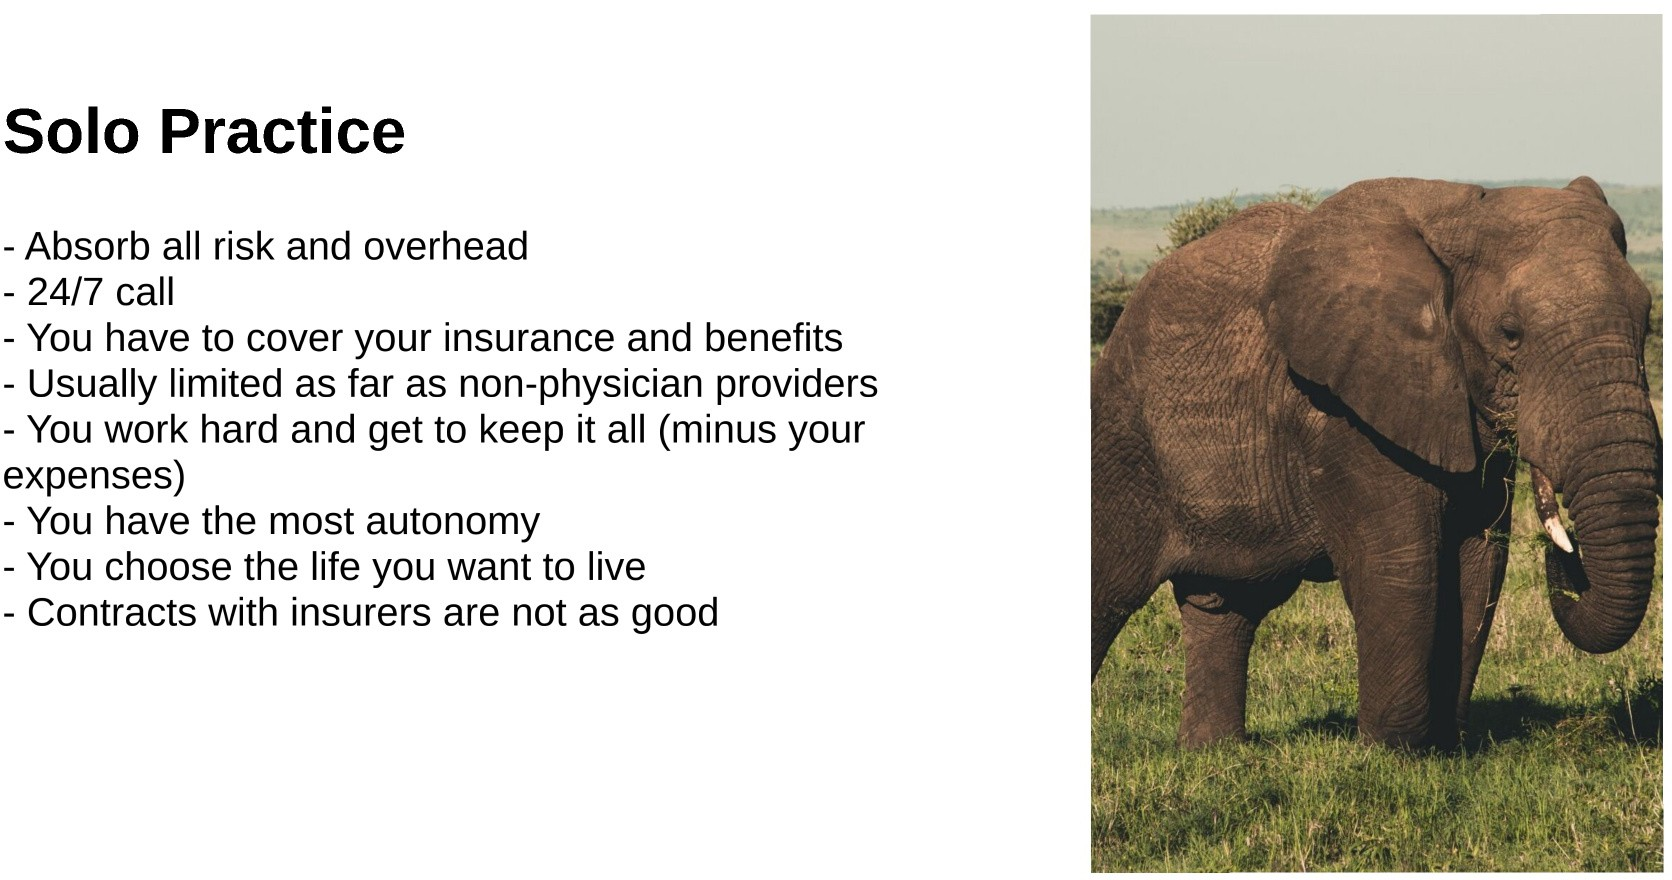 Solo Practice
- Absorb all risk and overhead
- 24/7 call
- You have to cover your insurance and benefits
- Usually limited as far as non-physician providers
- You work hard and get to keep it all (minus your
expenses)
- You have the most autonomy
- You choose the life you want to live
- Contracts with insurers are not as good